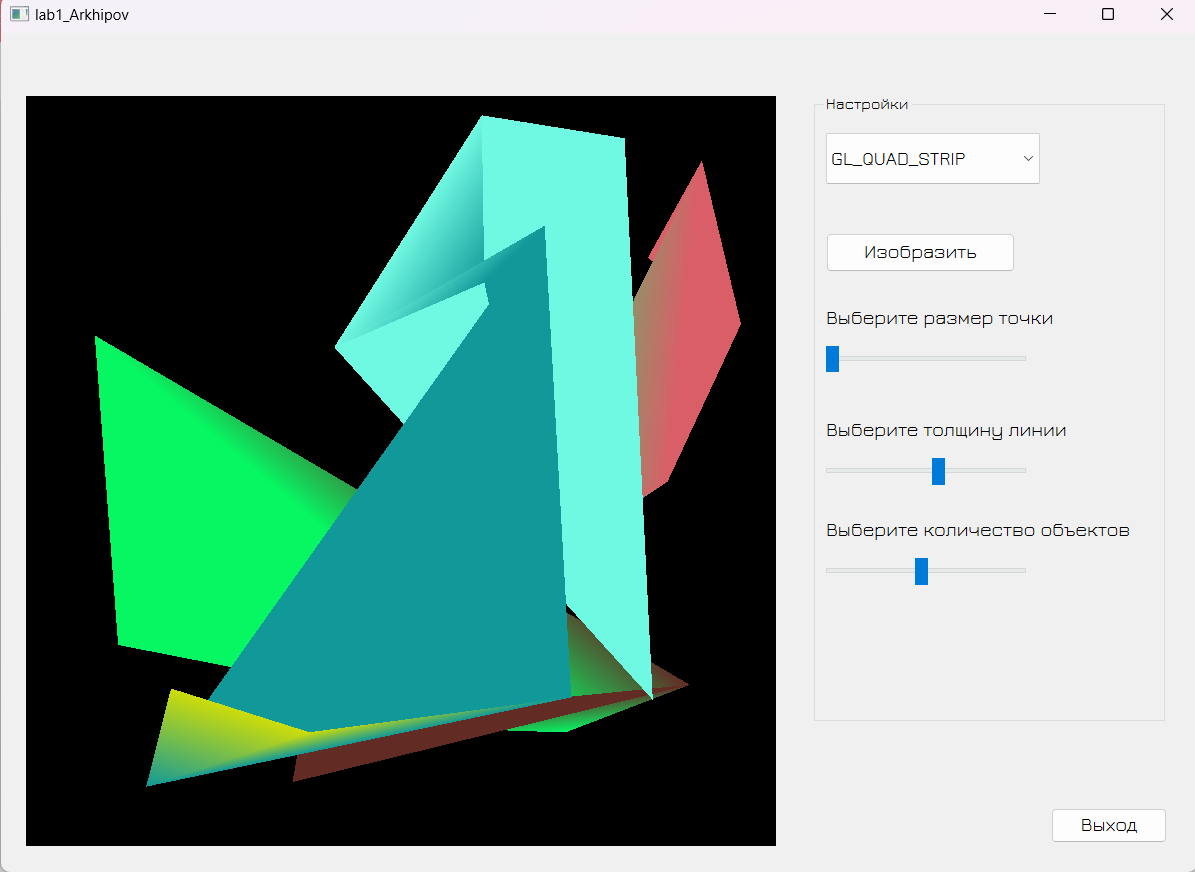 lab1_Arkhipov
Настройки
GL_QUAD_STRIP
Изобразить
Выберите размер точки
Выберите толщину линии
Выберите количество объектов
Выход